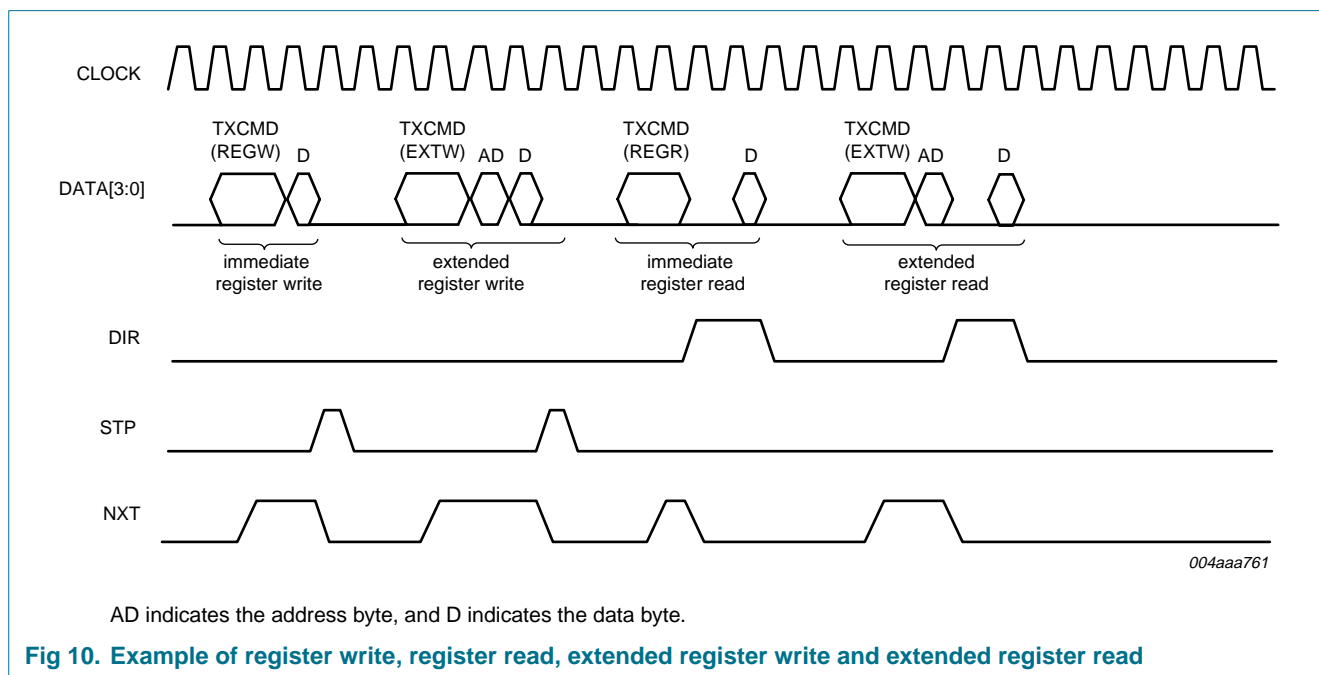 CLOCK
TXCMD
(REGW) D
TXCMD
(EXTW) AD D
TXCMD
(REGR) D
TXCMD
(EXTW) AD D
DATA[3:0]
immediate
register write
extended
register write
immediate
register read
extended
register read
DIR
STP
NXT
004aaa761
AD indicates the address byte, and D indicates the data byte.
Fig 10. Example of register write, register read, extended register write and extended register read